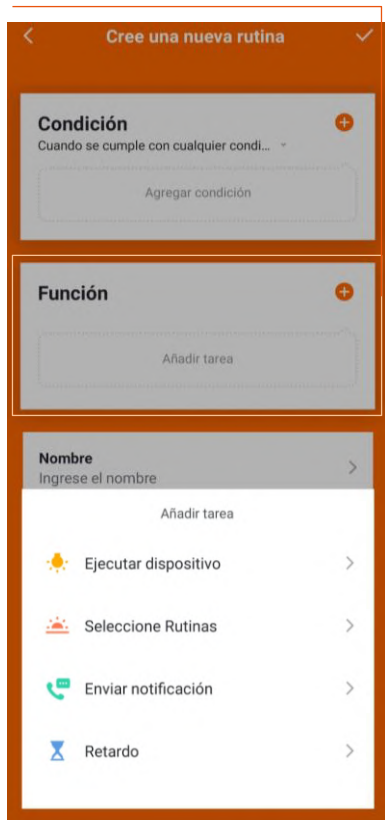 Cree una nueva rutina
Condición
Cuando se cumple con cualquier condi...
Agregar condición
Función
Añadir tarea
Nombre
Ingrese el nombre
Añadir tarea
Ejecutar dispositivo
Seleccione Rutinas
Enviar notificación
Retardo